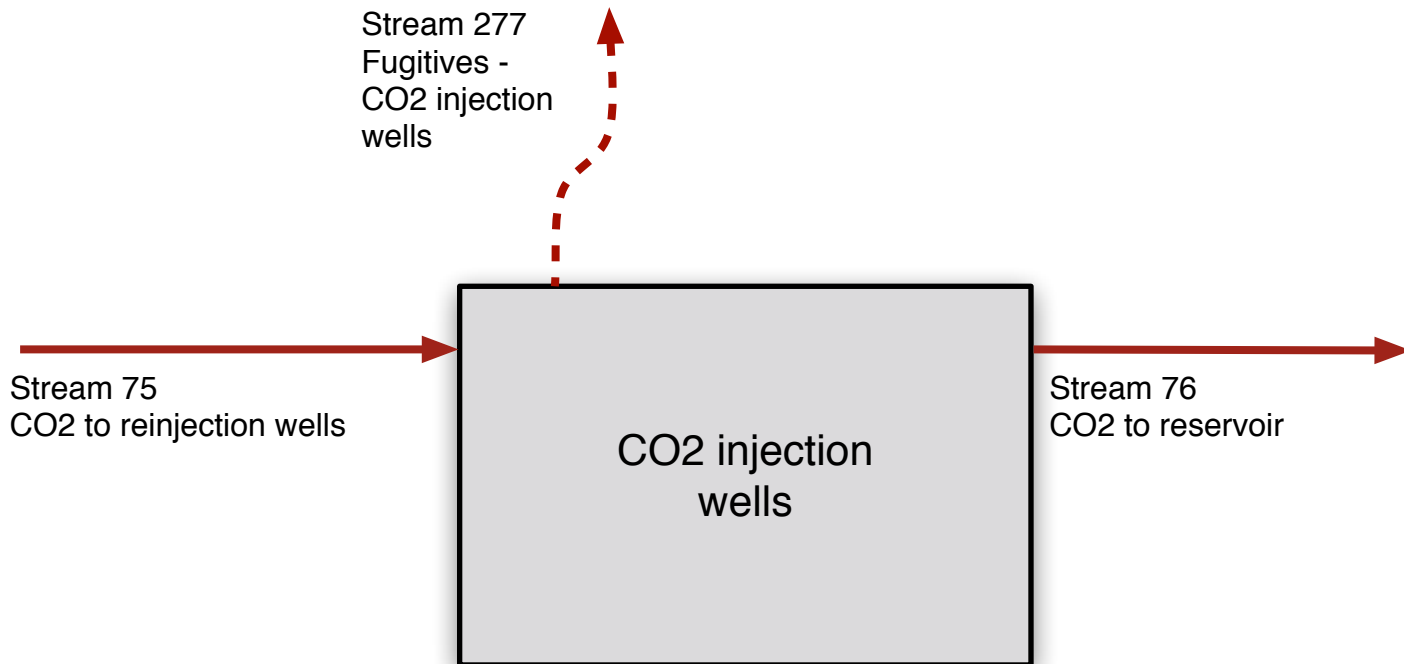 Stream 277
Fugitives -
CO2 injection
wells
Stream 75
CO2 to reinjection wells
CO2 injection
wells
Stream 76
CO2 to reservoir